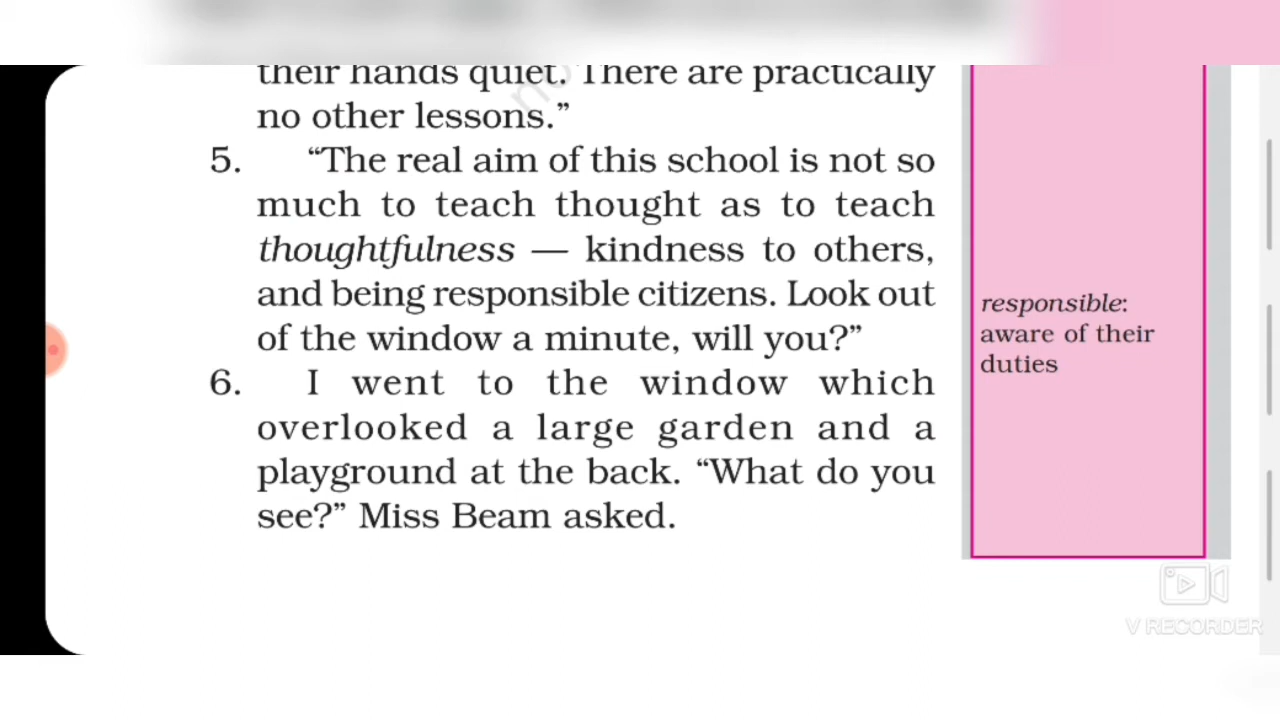 their hands quiet. There are practically
no other lessons.”
5. “The real aim of this school is not so
much to teach thought as to teach
thoughtfulness — kindness to others,
and being responsible citizens. Look out
of the window a minute, will you?”
6. I went to the window which
overlooked a large garden and a
playground at the back. “What do you
see?” Miss Beam asked.
responsible:
aware of their
duties
V RECORDER